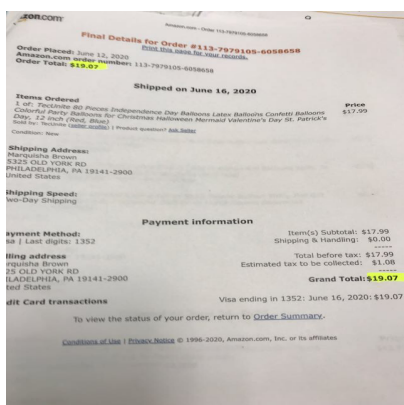 zon.com
Amazon.com - Order 113-7979105-6058658
Final Details for Order #113-7979105-6058658
Print this page for your records.
Order Placed: June 12, 2020
Amazon.com order number: 113-7979105-6058658
Order Total: $19.07
Shipped on June 16, 2020
Items Ordered Price
1 of: TecUnite 80 Pieces Independence Day Balloons Latex Balloons Confetti Balloons $17.99
Colorful Party Balloons for Christmas Halloween Mermaid Valentine's Day St. Patrick's
Day, 12 inch (Red, Blue)
Sold by: TecUnite (seller profile) | Product question? Ask Seller
Condition: New
Shipping Address:
Marquisha Brown
5325 OLD YORK RD
PHILADELPHIA, PA 19141-2900
United States
Shipping Speed:
Two-Day Shipping
Payment information
ayment Method:
sa | Last digits: 1352
Item(s) Subtotal: $17.99
Shipping & Handling: $0.00
-----
Total before tax: $17.99
Estimated tax to be collected: $1.08
-----
Grand Total: $19.07
lling address
rquisha Brown
25 OLD YORK RD
ILADELPHIA, PA 19141-2900
ted States
dit Card transactions
Visa ending in 1352: June 16, 2020: $19.07
To view the status of your order, return to Order Summary.
Conditions of Use | Privacy Notice © 1996-2020, Amazon.com, Inc. or its affiliates